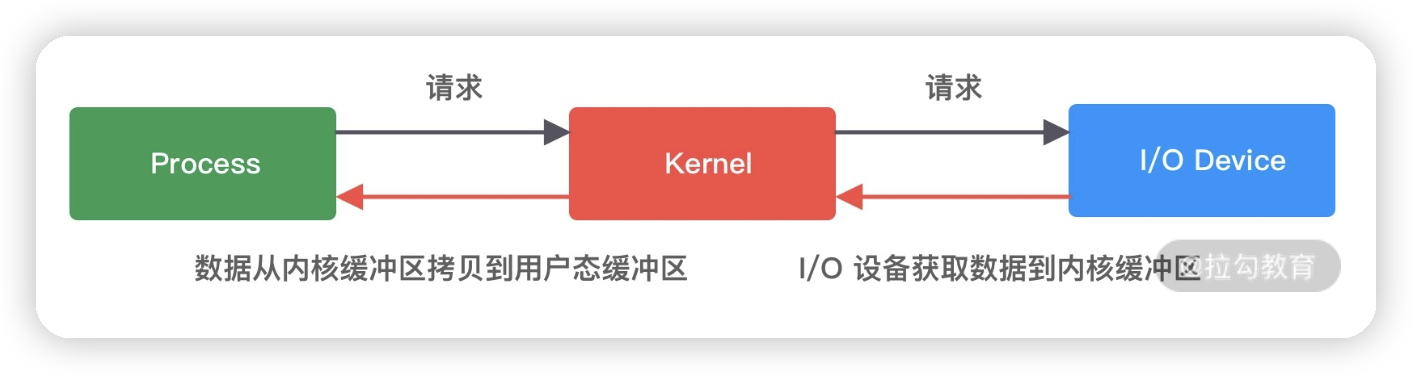 请求
请求
Process
Kernel
I/O Device
数据从内核缓冲区拷贝到用户态缓冲区
I/O 设备获取数据到内核缓冲区
@拉勾教育